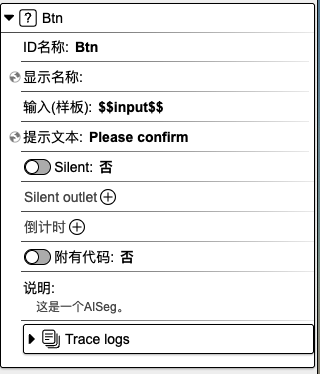 ? Btn
ID名称: Btn
显示名称:
输入(样板): $$input$$
提示文本: Please confirm
Silent: 否
Silent outlet
倒计时
附有代码: 否
说明:
这是一个AISeg。
Trace logs